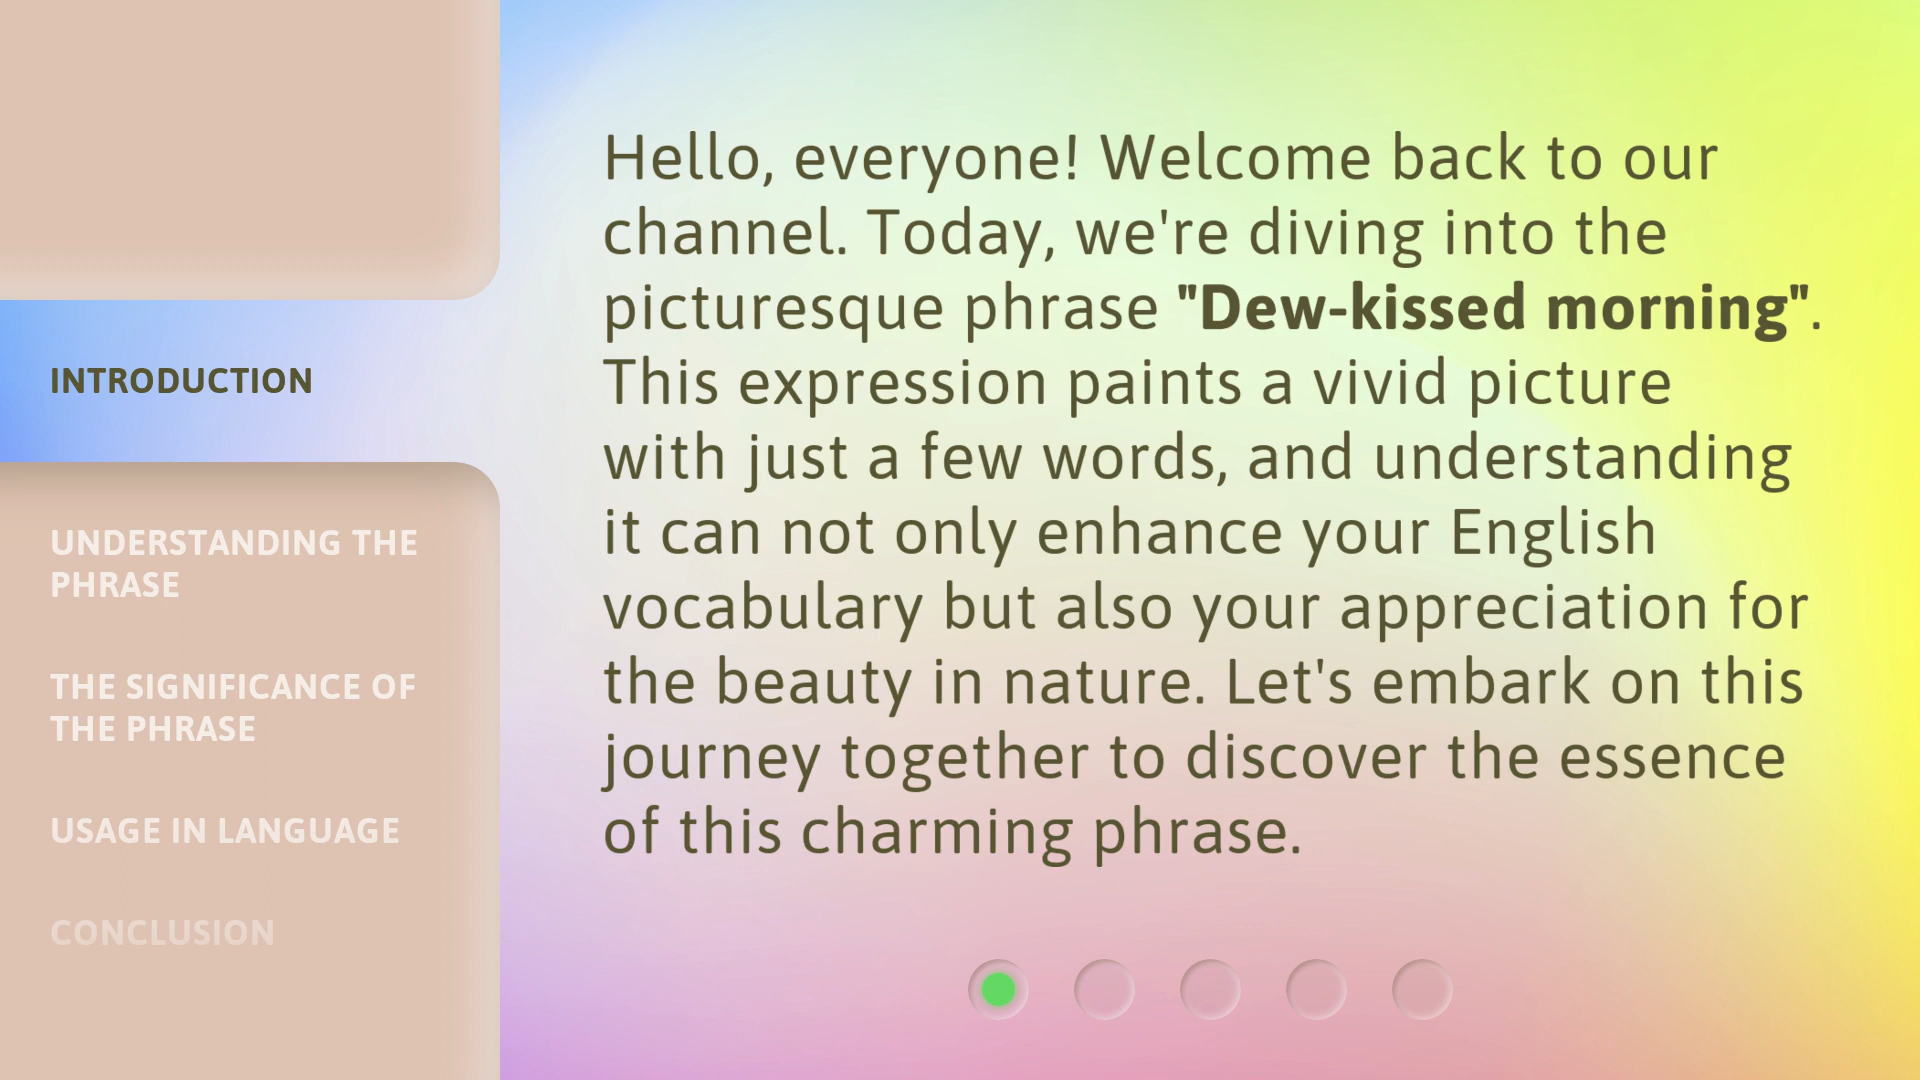 INTRODUCTION
UNDERSTANDING THE
PHRASE
THE SIGNIFICANCE OF
THE PHRASE
USAGE IN LANGUAGE
CONCLUSION
Hello, everyone! Welcome back to our
channel. Today, we're diving into the
picturesque phrase "Dew-kissed morning".
This expression paints a vivid picture
with just a few words, and understanding
it can not only enhance your English
vocabulary but also your appreciation for
the beauty in nature. Let's embark on this
journey together to discover the essence
of this charming phrase.